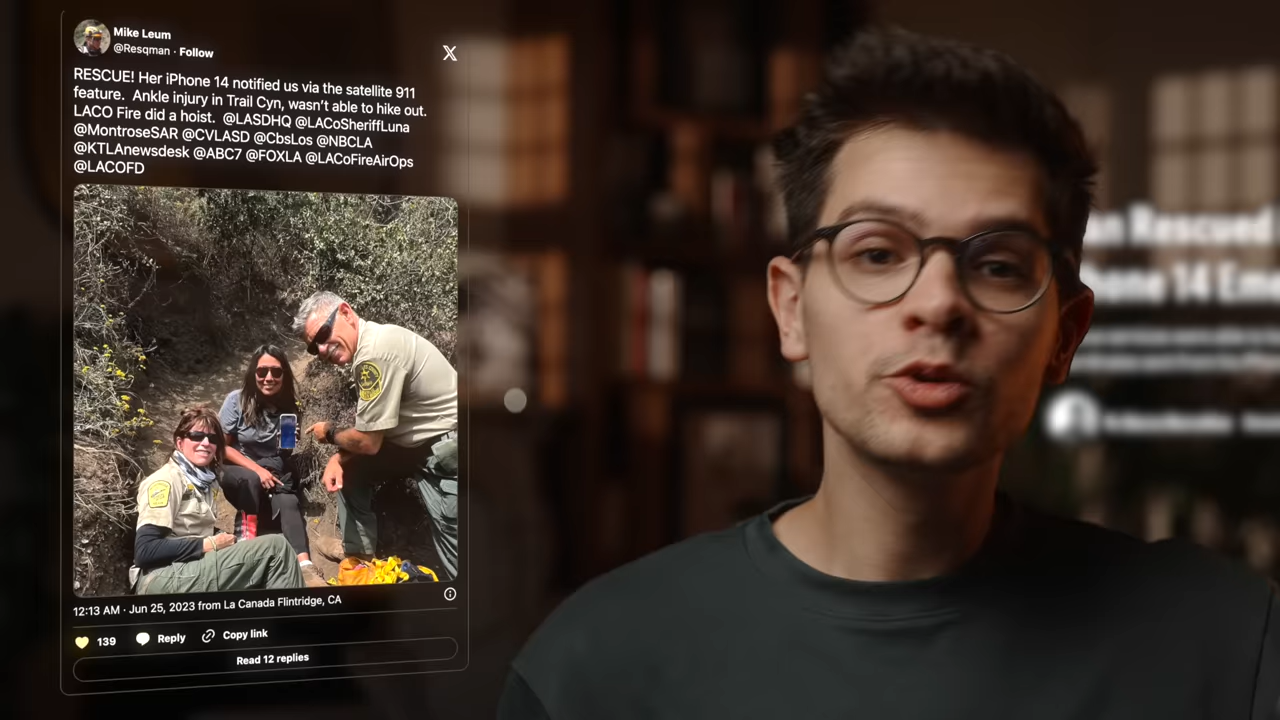 Mike Leum
@Resqman · Follow
RESCUE! Her iPhone 14 notified us via the satellite 911
feature. Ankle injury in Trail Cyn, wasn't able to hike out.
LACO Fire did a hoist. @LASDHQ @LACoSheriffLuna
@MontroseSAR @CVLASD @CbsLos @NBCLA
@KTLAnewsdesk @ABC7 @FOXLA @LACoFireAirOps
@LACOFD
12:13 AM · Jun 25, 2023 from La Canada Flintridge, CA
139 Reply Copy link
Read 12 replies
Rescued
14